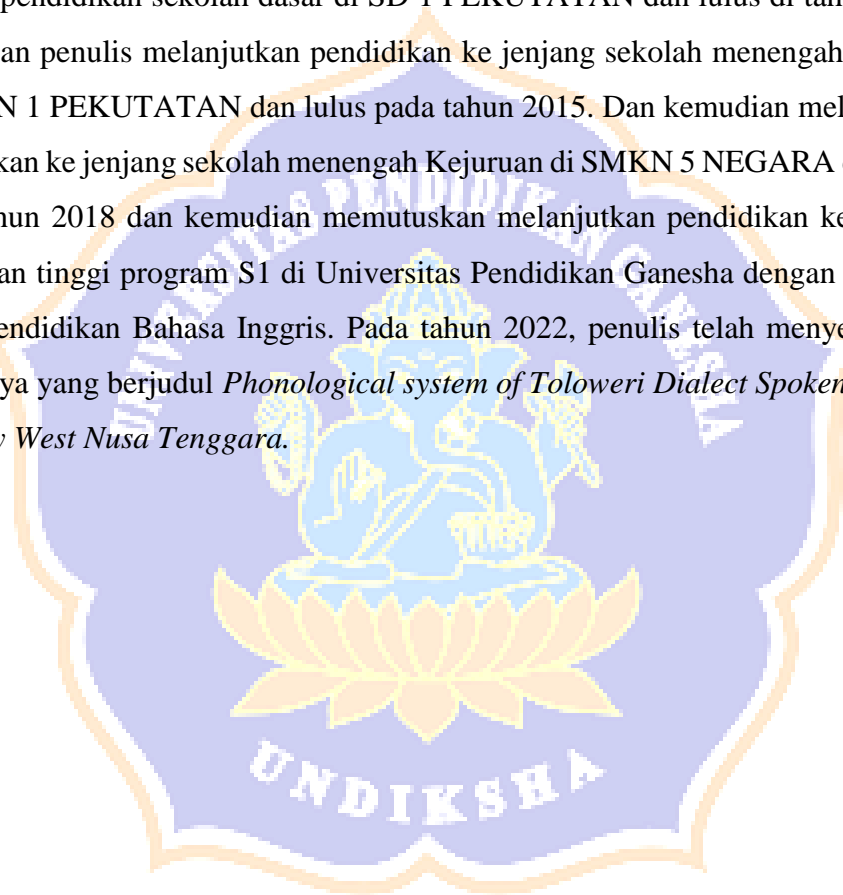 pendidikan sekolah dasar di SD 1 PEKUTATAN dan lulus di
an penulis melanjutkan pendidikan ke jenjang sekolah menengah
N 1 PEKUTATAN dan lulus pada tahun 2015. Dan kemudian mel
kan ke jenjang sekolah menengah Kejuruan di SMKN 5 NEGARA
hun 2018 dan kemudian memutuskan melanjutkan pendidikan ke
an tinggi program S1 di Universitas Pendidikan Ganesha dengan
endidikan Bahasa Inggris. Pada tahun 2022, penulis telah menye
ya yang berjudul Phonological system of Toloweri Dialect Spoken
West Nusa Tenggara.
UNIVERSITAS PENDIDIKAN GANESHA
UNDIKSHA